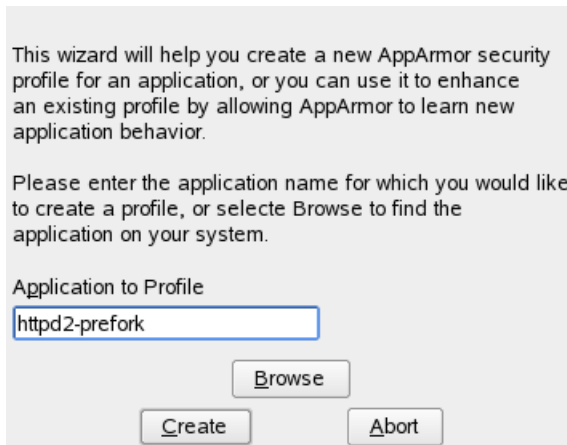 This wizard will help you create a new AppArmor security
profile for an application, or you can use it to enhance
an existing profile by allowing AppArmor to learn new
application behavior.
Please enter the application name for which you would like
to create a profile, or selecte Browse to find the
application on your system.
Application to Profile
httpd2-prefork
Browse
Create Abort